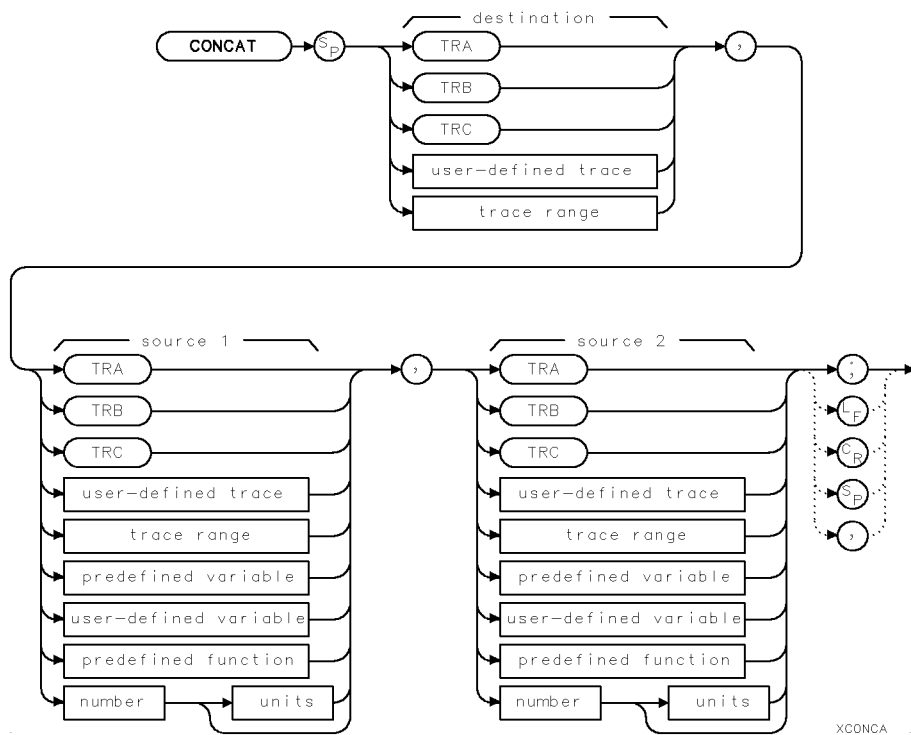 destination
CONCAT SP TRA ,
TRB
TRC
user-defined trace
trace range
source 1 source 2
TRA , TRA ;
TRB TRB LF
TRC TRC CR
user-defined trace user-defined trace SP
trace range trace range ,
predefined variable predefined variable
user-defined variable user-defined variable
predefined function predefined function
number units number units
XCONCA